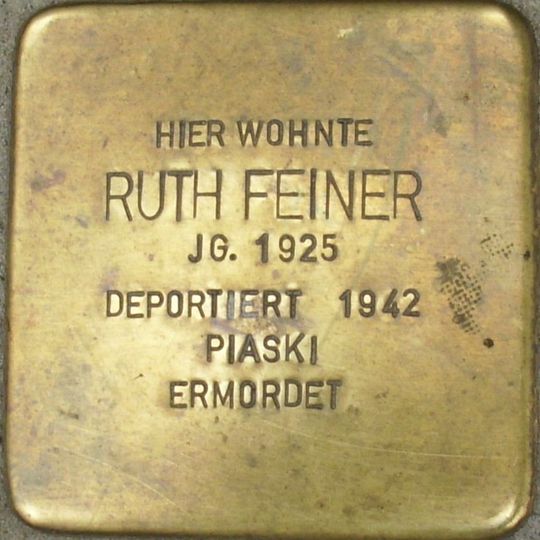 HIER WOHNTE
RUTH FEINER
JG. 1925
DEPORTIERT 1942
PIASKI
ERMORDET